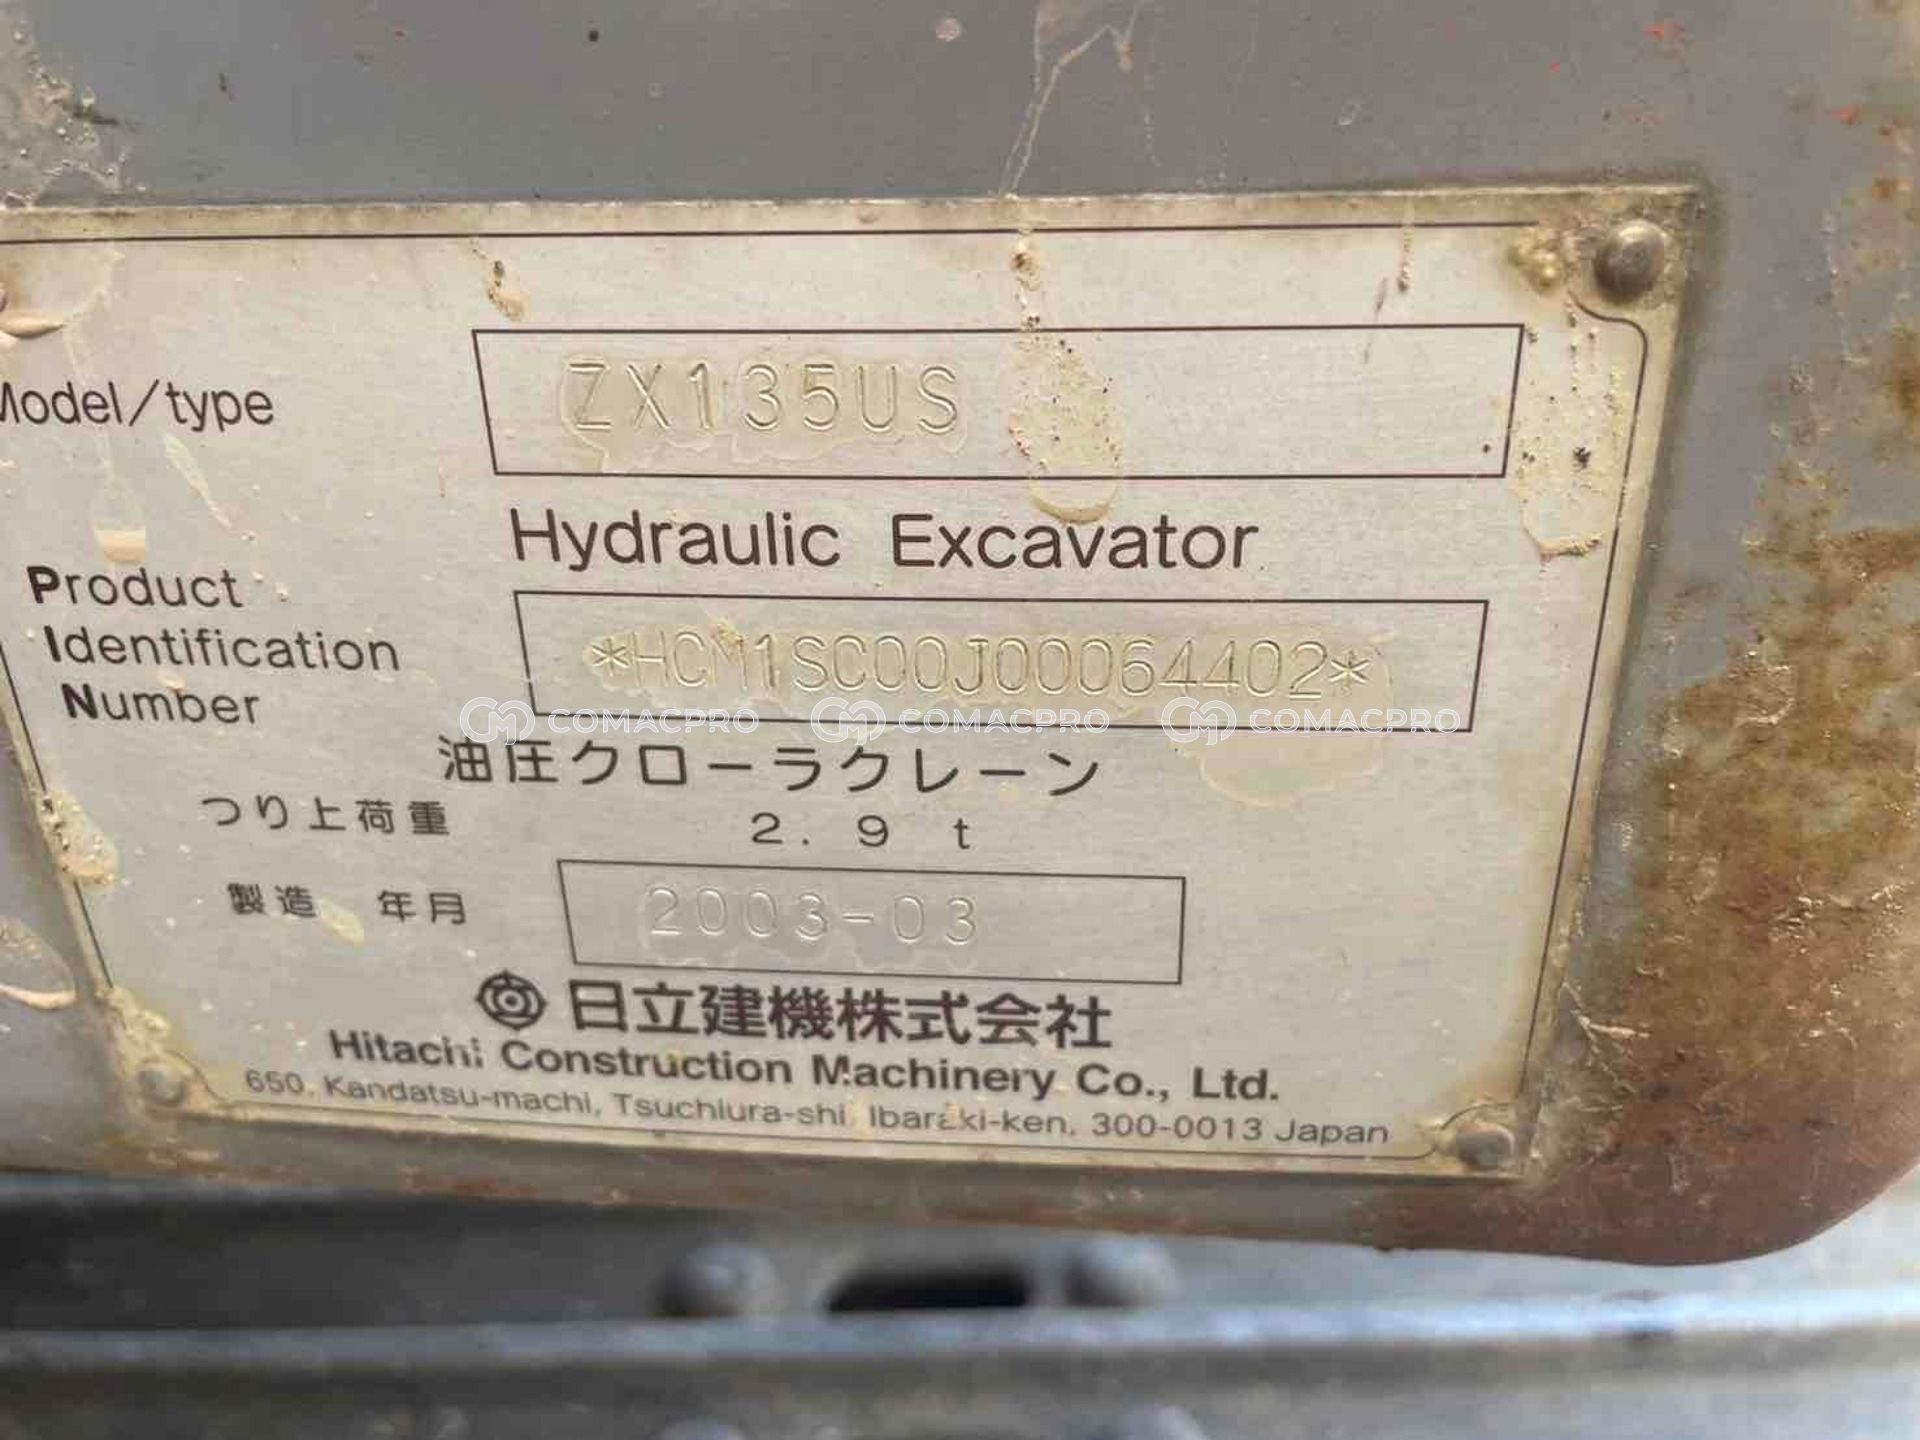 Model/type ZX135US
Hydraulic Excavator
Product
Identification
Number
*HCM1SC00J00064402*
COMACPRO COMACPRO COMACPRO
油圧クローラクレーン
つり上荷重 2.9 t
製造 年月 2003-03
日立建機株式会社
Hitachi Construction Machinery Co., Ltd.
650, Kandatsu-machi, Tsuchiura-shi, Ibaraki-ken, 300-0013 Japan